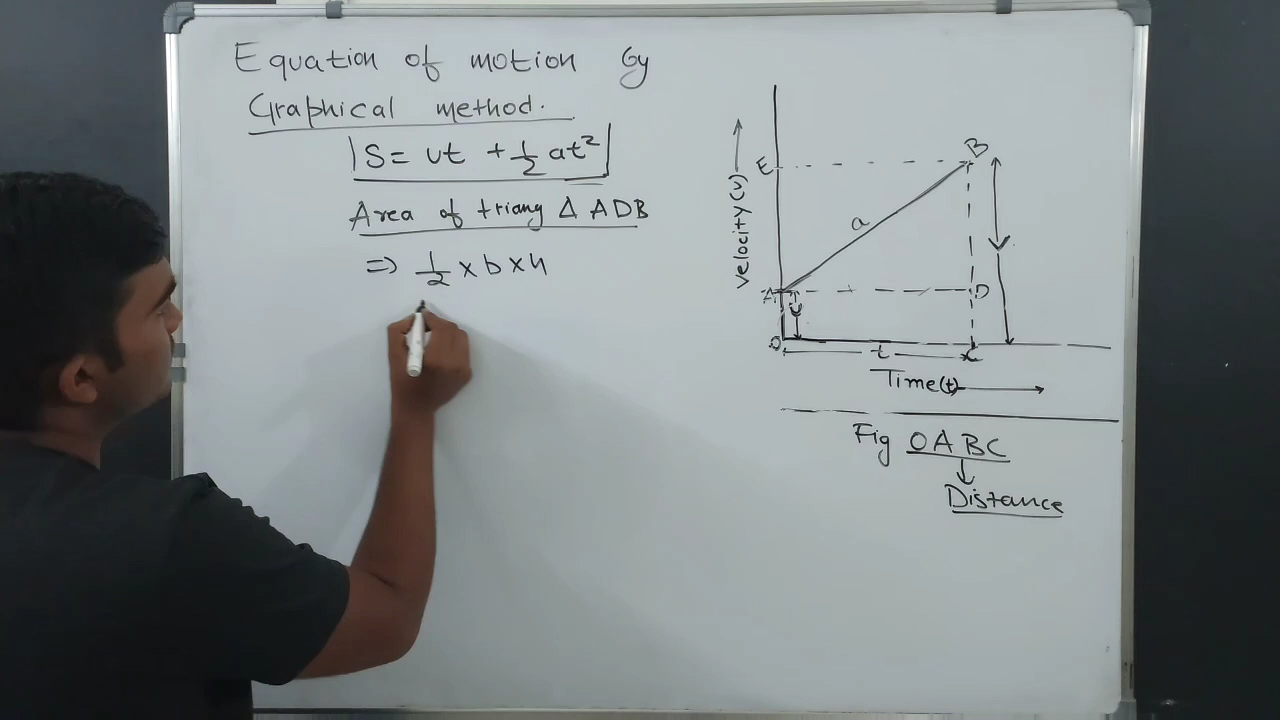 Equation of motion by
Graphical method.
S = ut + 1/2 at²
Area of triang Δ ADB
=> 1/2 × b × h
velocity (v)
E
B
a
A
D
u
O
t
C
Time(t)
Fig OABC
Distance